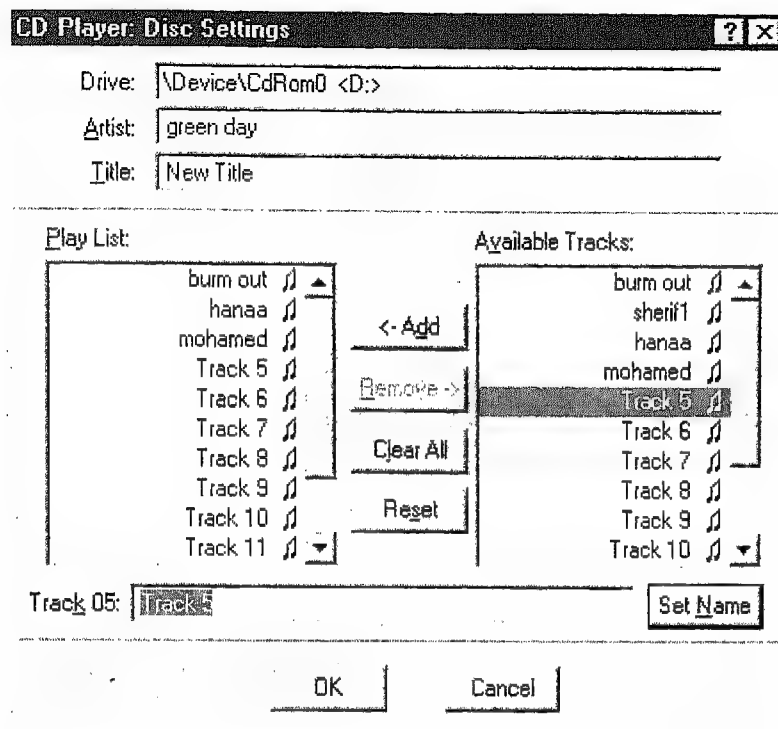 CD Player: Disc Settings
Drive: \Device\CdRom0 <D:>
Artist: green day
Title: New Title
Play List:
burm out
hanaa
mohamed
Track 5
Track 6
Track 7
Track 8
Track 9
Track 10
Track 11
<- Add
Remove ->
Clear All
Reset
Available Tracks:
burm out
sherif1
hanaa
mohamed
Track 5
Track 6
Track 7
Track 8
Track 9
Track 10
Track 05: Track 5
Set Name
OK
Cancel